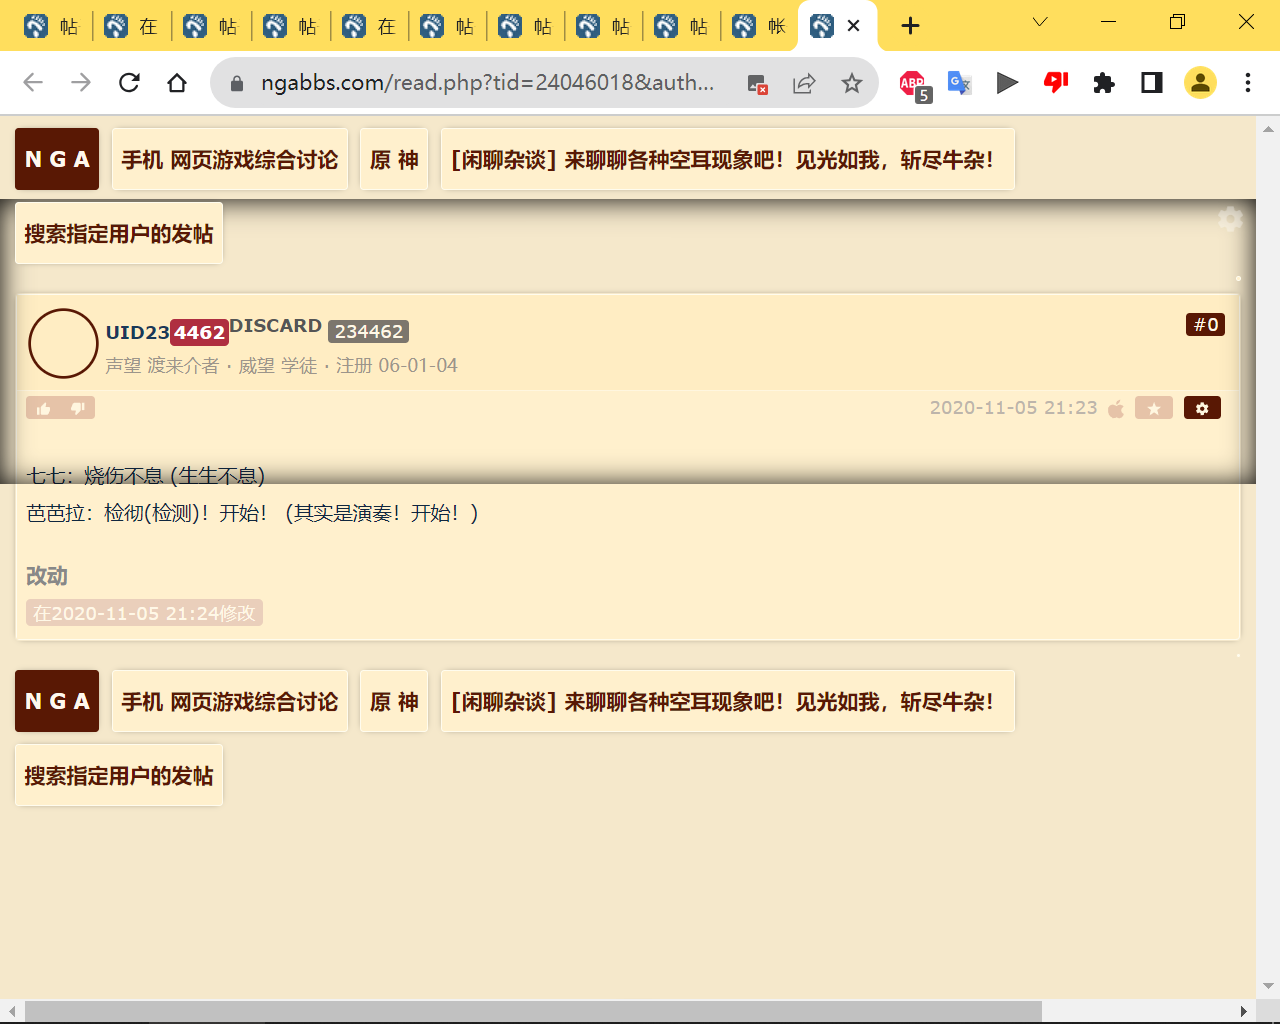 帖 在 帖 帖 在 帖 帖 帖 帖 帐
ngabbs.com/read.php?tid=24046018&auth...
ABP 5
N G A 手机 网页游戏综合讨论 原 神 [闲聊杂谈] 来聊聊各种空耳现象吧！见光如我，斩尽牛杂！
搜索指定用户的发帖
UID234462DISCARD 234462 #0
声望 渡来介者 · 威望 学徒 · 注册 06-01-04
2020-11-05 21:23
七七：烧伤不息 (生生不息)
芭芭拉：检彻(检测)！开始！（其实是演奏！开始！)
改动
在2020-11-05 21:24修改
N G A 手机 网页游戏综合讨论 原 神 [闲聊杂谈] 来聊聊各种空耳现象吧！见光如我，斩尽牛杂！
搜索指定用户的发帖